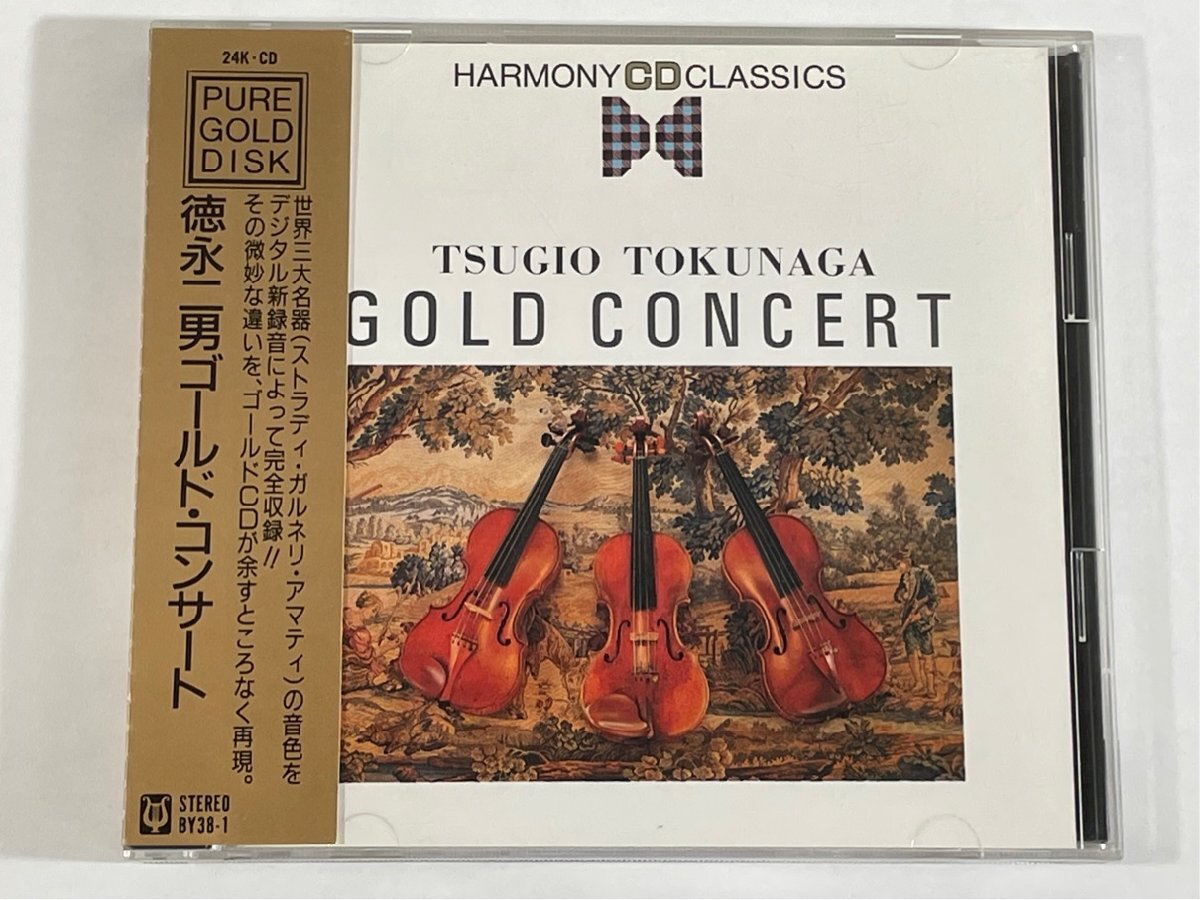 24K·CD
PURE
GOLD
DISK
世界三大名器(ストラディ・ガルネリ・アマティ)の音色を
デジタル新録音によって完全収録!!
その微妙な違いを、ゴールドCDが余すところなく再現。
徳永二男ゴールド・コンサート
STEREO
BY38-1
HARMONY CD CLASSICS
TSUGIO TOKUNAGA
GOLD CONCERT